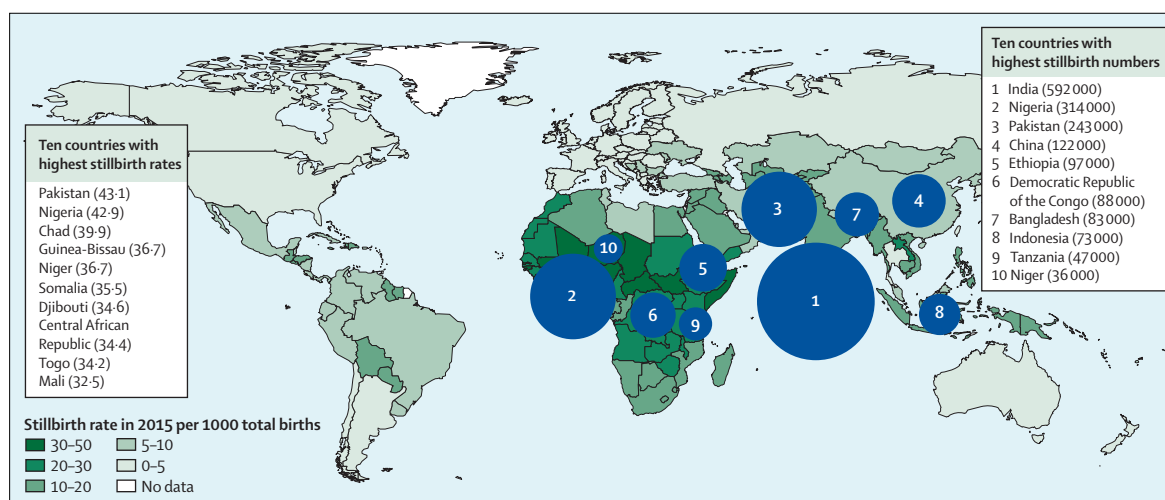 Ten countries with
highest stillbirth rates
Pakistan (43·1)
Nigeria (42·9)
Chad (39·9)
Guinea-Bissau (36·7)
Niger (36·7)
Somalia (35·5)
Djibouti (34·6)
Central African
Republic (34·4)
Togo (34·2)
Mali (32·5)
Ten countries with
highest stillbirth numbers
1 India (592 000)
2 Nigeria (314 000)
3 Pakistan (243 000)
4 China (122 000)
5 Ethiopia (97 000)
6 Democratic Republic
of the Congo (88 000)
7 Bangladesh (83 000)
8 Indonesia (73 000)
9 Tanzania (47 000)
10 Niger (36 000)
3
7
4
10
5
2
6
9
1
8
Stillbirth rate in 2015 per 1000 total births
30–50
20–30
10–20
5–10
0–5
No data